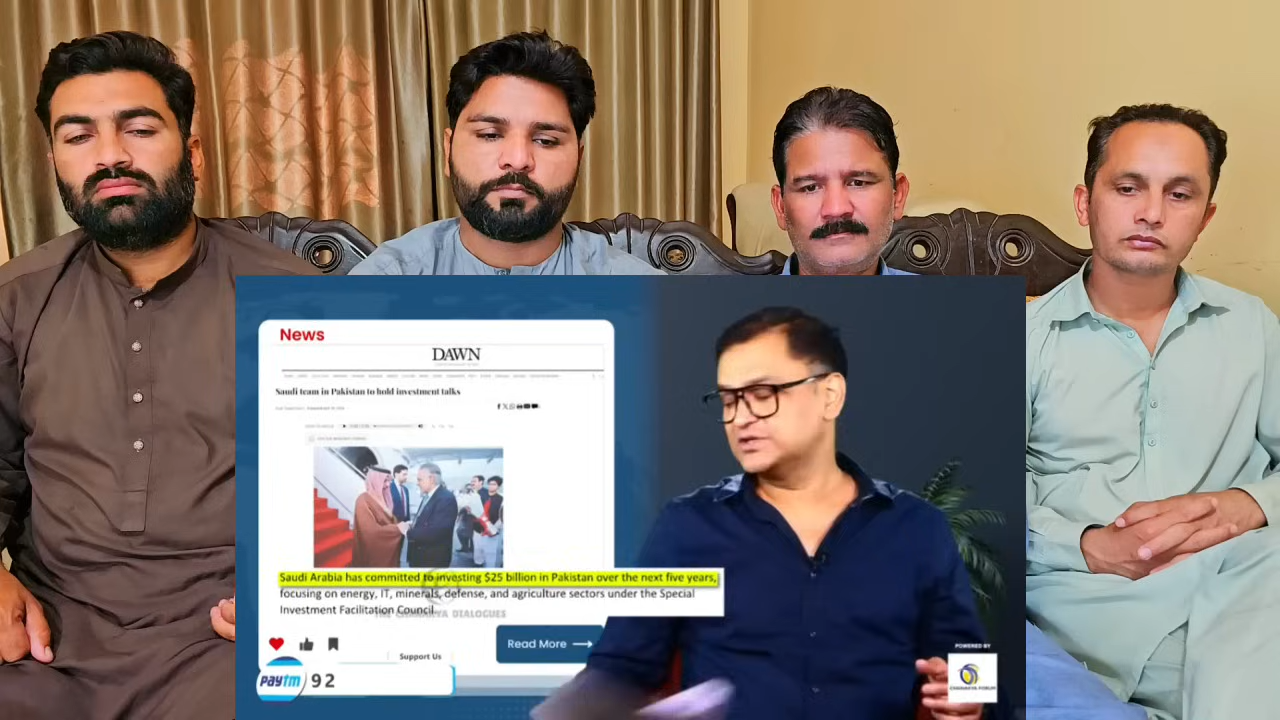 News
DAWN
Saudi team in Pakistan to hold investment talks
Saudi Arabia has committed to investing $25 billion in Pakistan over the next five years,
focusing on energy, IT, minerals, defense, and agriculture sectors under the Special
Investment Facilitation Council.
THE CHANAKYA DIALOGUES
Read More
Support Us
paytm 92
POWERED BY
CHANAKYA FORUM